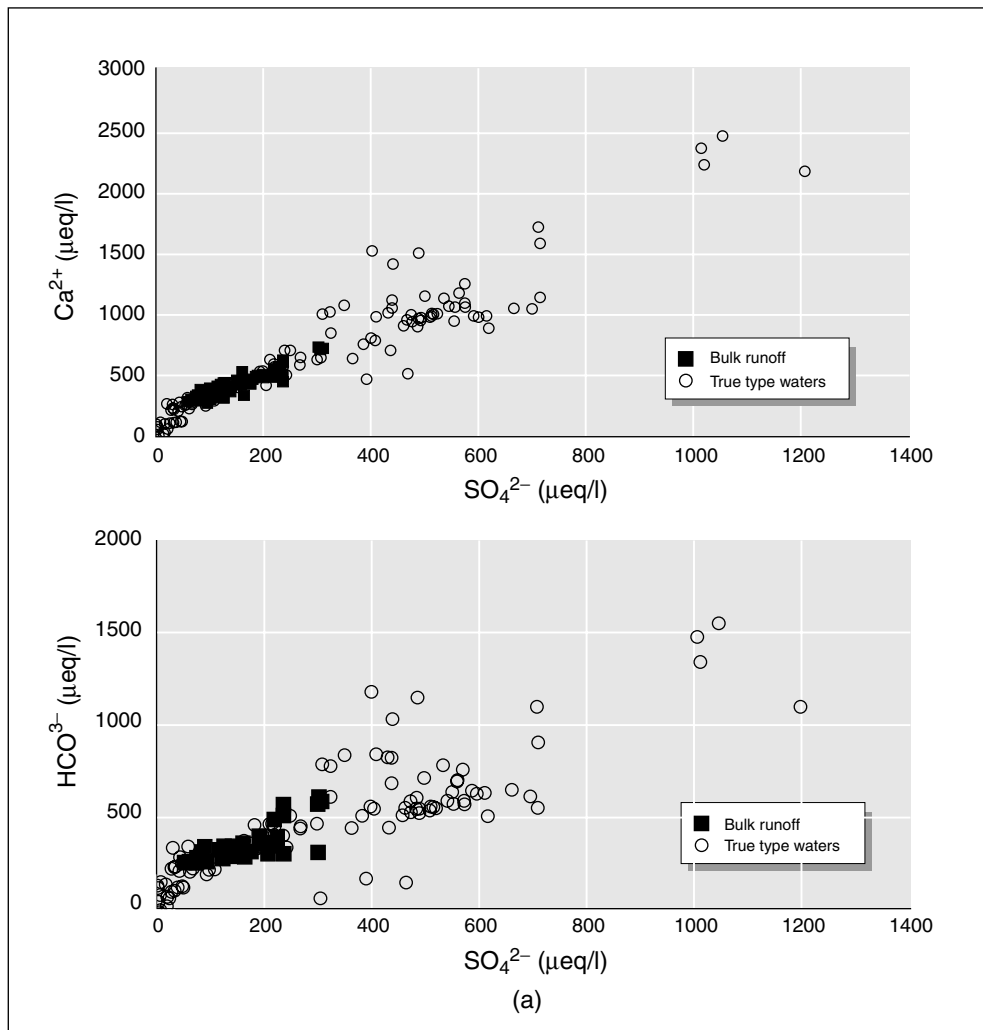 3000
2500
2000
1500
1000
500
0
Ca²⁺ (μeq/l)
Bulk runoff
True type waters
0 200 400 600 800 1000 1200 1400
SO₄²⁻ (μeq/l)
2000
1500
1000
500
0
HCO³⁻ (μeq/l)
Bulk runoff
True type waters
0 200 400 600 800 1000 1200 1400
SO₄²⁻ (μeq/l)
(a)